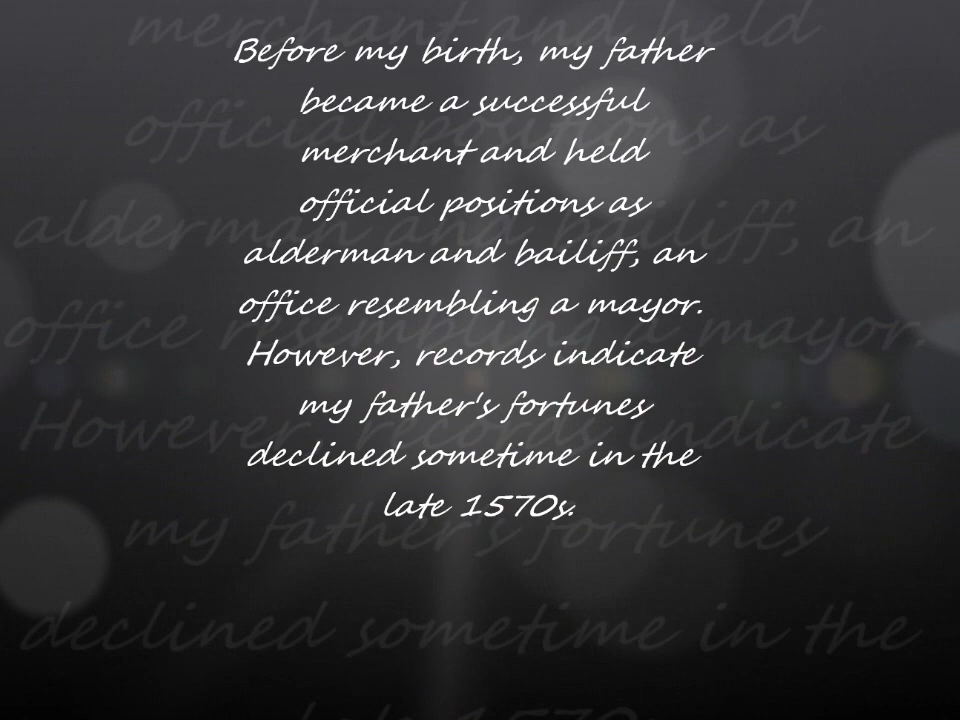 Before my birth, my father
became a successful
merchant and held
official positions as
alderman and bailiff, an
office resembling a mayor.
However, records indicate
my father's fortunes
declined sometime in the
late 1570s.